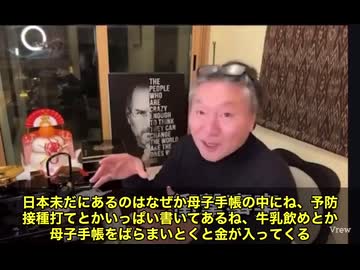 THE
PEOPLE
WHO
ARE
CRAZY
ENOUGH
TO THINK
THEY CAN
CHANGE
THE WORLD
ARE THE
ONES W
日本未だにあるのはなぜか母子手帳の中にね、予防
接種打てとかいっぱい書いてあるね、牛乳飲めとか
母子手帳をばらまいとくと金が入ってくる
Vrew